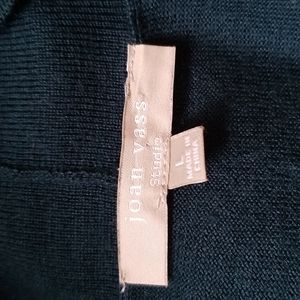 joan vass
Studio
L
MADE IN
CHINA